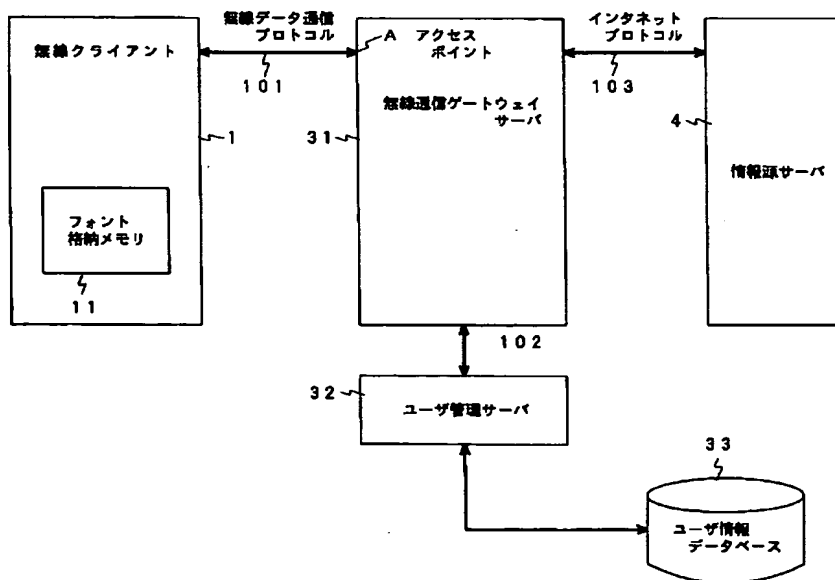 無線データ通信
プロトコル
101
インタネット
プロトコル
103
無線クライアント
1
フォント
格納メモリ
11
A アクセス
ポイント
無線通信ゲートウェイ
サーバ
31
4
情報源サーバ
102
32
ユーザ管理サーバ
33
ユーザ情報
データベース